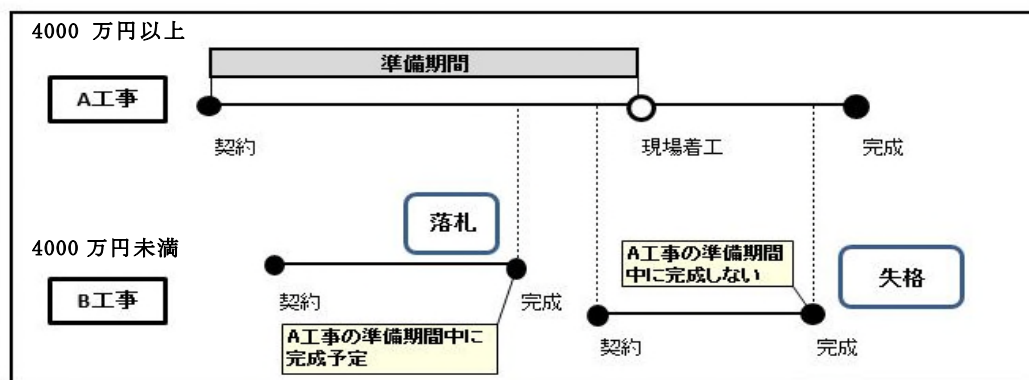 4000 万円以上
準備期間
A工事
契約
現場着工
完成
落札
4000 万円未満
A工事の準備期間
中に完成しない
失格
B工事
契約
完成
A工事の準備期間中に
完成予定
契約
完成